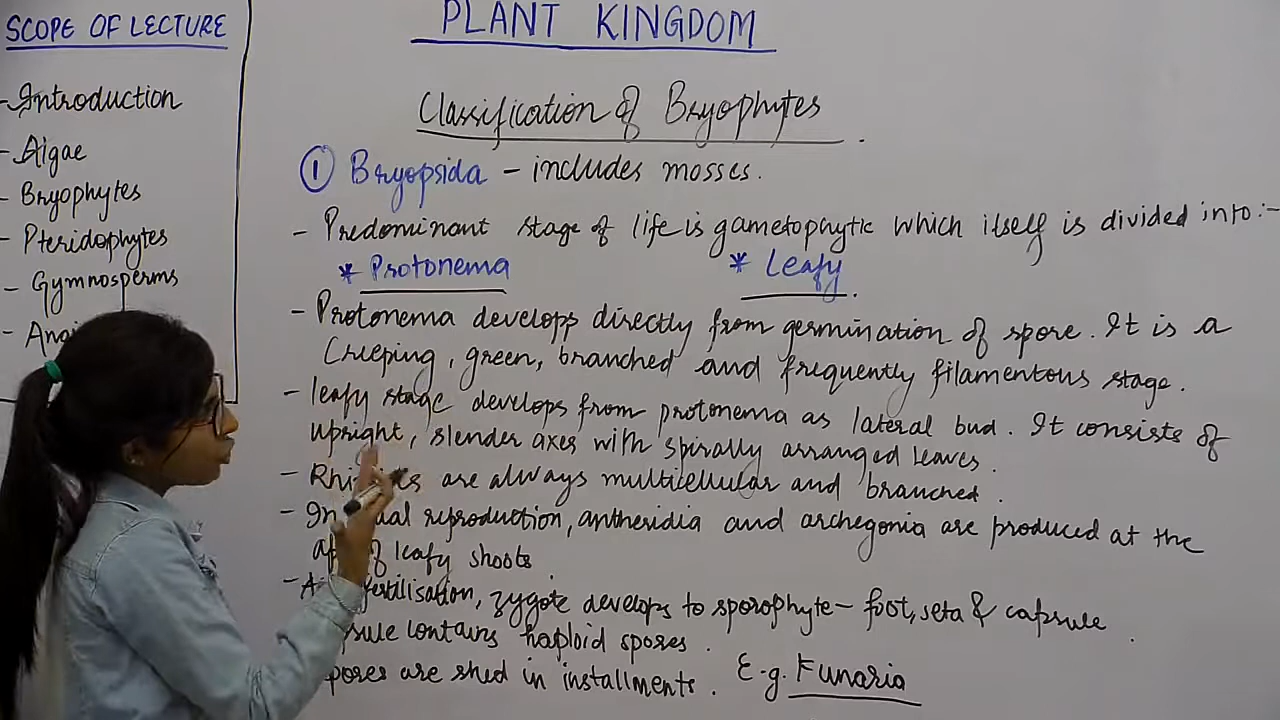 SCOPE OF LECTURE
- Introduction
- Algae
- Bryophytes
- Pteridophytes
- Gymnosperms
PLANT KINGDOM
Classification of Bryophytes.
① Bryopsida - includes mosses.
- Predominant stage of life is gametophytic which itself is divided into :-
* Protonema * Leafy.
- Protonema develops directly from germination of spore. It is a
creeping, green, branched and frequently filamentous stage.
- leafy stage develops from protonema as lateral bud. It consists of
upright, slender axes with spirally arranged leaves.
- are always multicellular and branched.
- In reproduction, antheridia and archegonia are produced at the
of leafy shoots
- fertilisation, zygote develops to sporophyte - foot, seta & capsule.
contains haploid spores.
are shed in installments. E.g. Funaria